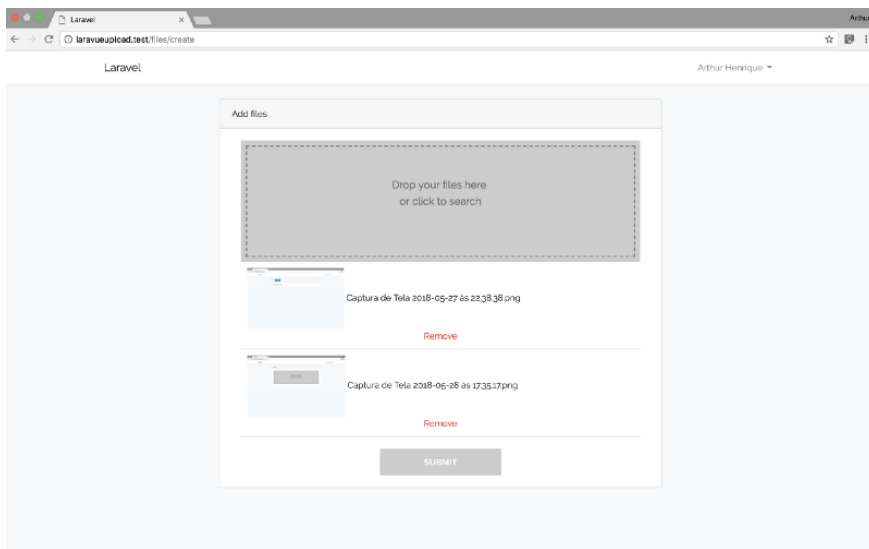 Laravel
Arthur
laravueupload.test/files/create
Laravel
Arthur Henrique
Add files
Drop your files here
or click to search
Captura de Tela 2018-05-27 às 22.38.38.png
Remove
Captura de Tela 2018-05-28 às 17.35.17.png
Remove
SUBMIT